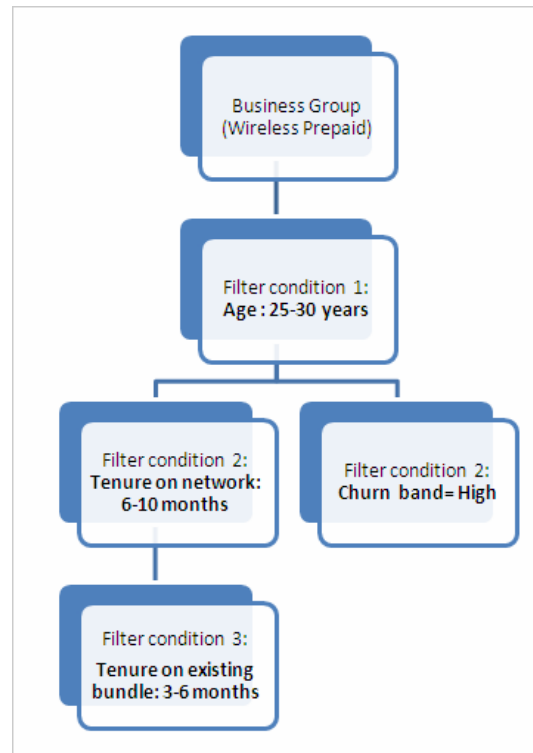 Business Group
(Wireless Prepaid)
Filter condition 1:
Age : 25-30 years
Filter condition 2:
Tenure on network:
6-10 months
Filter condition 2:
Churn band= High
Filter condition 3:
Tenure on existing
bundle: 3-6 months